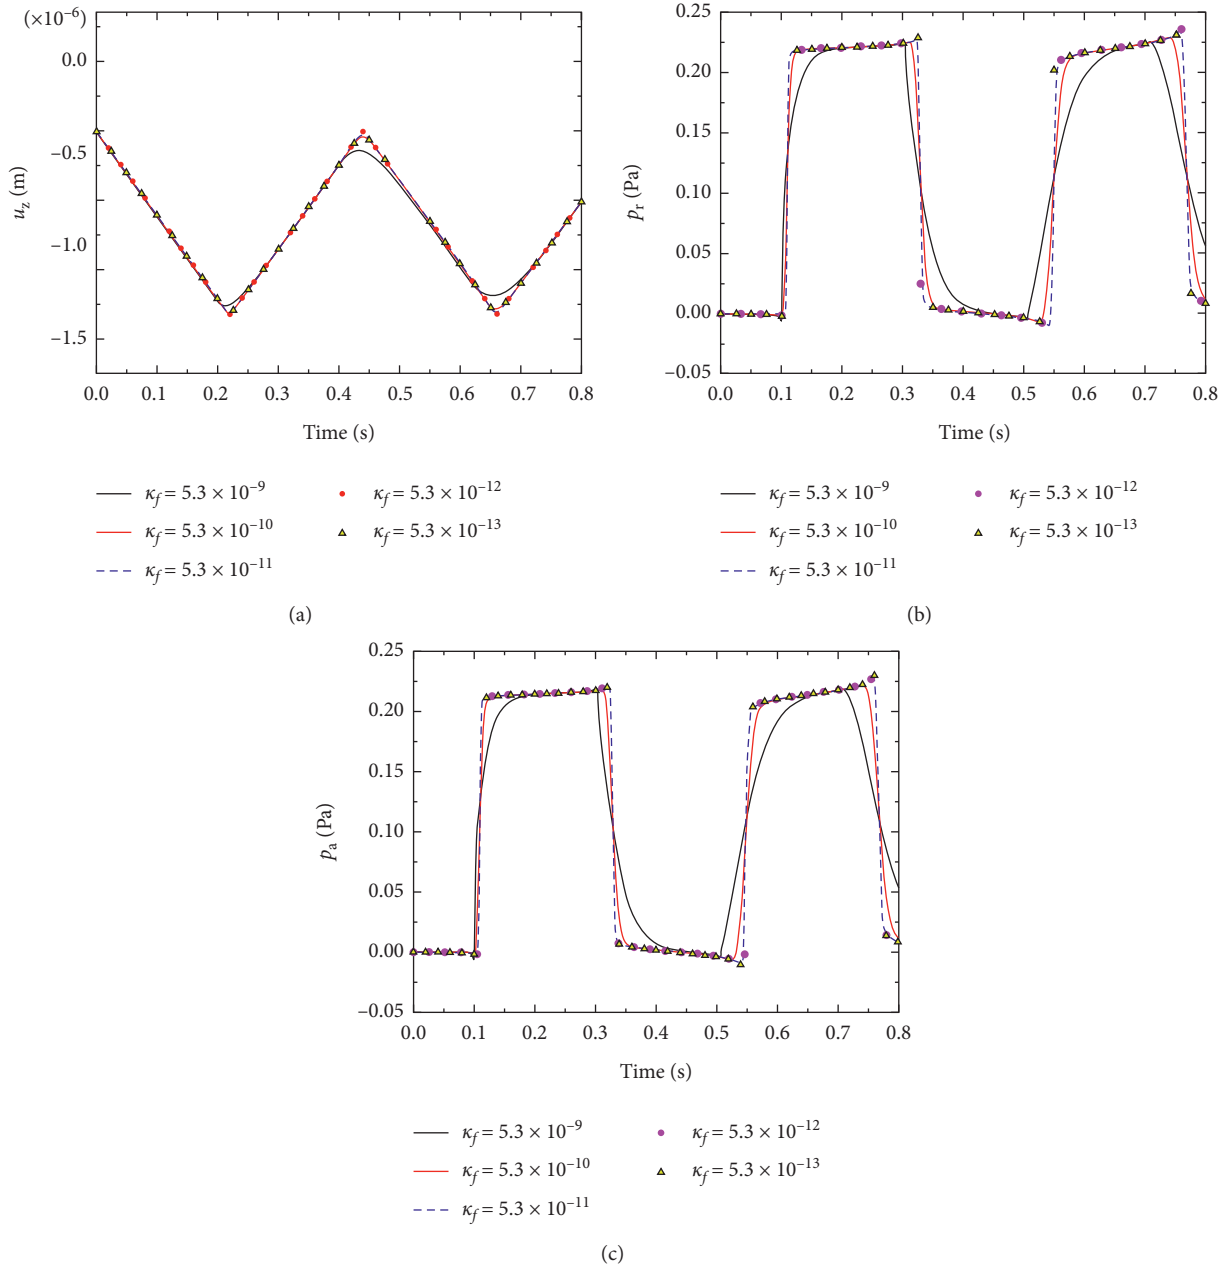 (×10⁻⁶)
0.0
−0.5
−1.0
−1.5
u_z (m)
0.0 0.1 0.2 0.3 0.4 0.5 0.6 0.7 0.8
Time (s)
κ_f = 5.3 × 10⁻⁹
κ_f = 5.3 × 10⁻¹⁰
κ_f = 5.3 × 10⁻¹¹
κ_f = 5.3 × 10⁻¹²
κ_f = 5.3 × 10⁻¹³
(a)
0.25
0.20
0.15
0.10
0.05
0.00
−0.05
p_r (Pa)
0.0 0.1 0.2 0.3 0.4 0.5 0.6 0.7 0.8
Time (s)
κ_f = 5.3 × 10⁻⁹
κ_f = 5.3 × 10⁻¹⁰
κ_f = 5.3 × 10⁻¹¹
κ_f = 5.3 × 10⁻¹²
κ_f = 5.3 × 10⁻¹³
(b)
0.25
0.20
0.15
0.10
0.05
0.00
−0.05
p_a (Pa)
0.0 0.1 0.2 0.3 0.4 0.5 0.6 0.7 0.8
Time (s)
κ_f = 5.3 × 10⁻⁹
κ_f = 5.3 × 10⁻¹⁰
κ_f = 5.3 × 10⁻¹¹
κ_f = 5.3 × 10⁻¹²
κ_f = 5.3 × 10⁻¹³
(c)